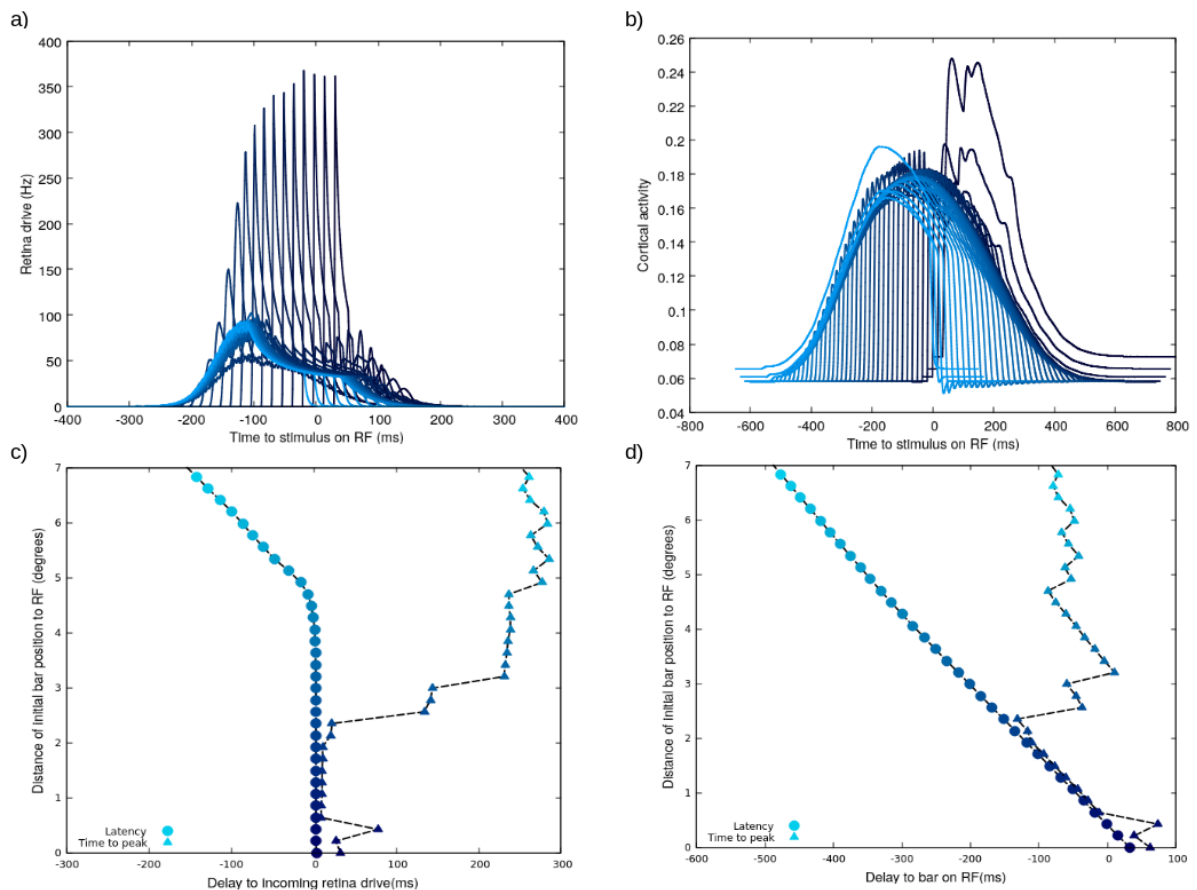 a)
400
350
300
250
200
150
100
50
0
Retina drive (Hz)
-400 -300 -200 -100 0 100 200 300 400
Time to stimulus on RF (ms)
b)
0.26
0.24
0.22
0.20
0.18
0.16
0.14
0.12
0.10
0.08
0.06
0.04
Cortical activity
-800 -600 -400 -200 0 200 400 600 800
Time to stimulus on RF (ms)
c)
7
6
5
4
3
2
1
0
Distance of Initial bar position to RF (degrees)
Latency
Time to peak
-300 -200 -100 0 100 200 300
Delay to incoming retina drive(ms)
d)
7
6
5
4
3
2
1
0
Distance of Initial bar position to RF (degrees)
Latency
Time to peak
-600 -500 -400 -300 -200 -100 0 100
Delay to bar on RF(ms)